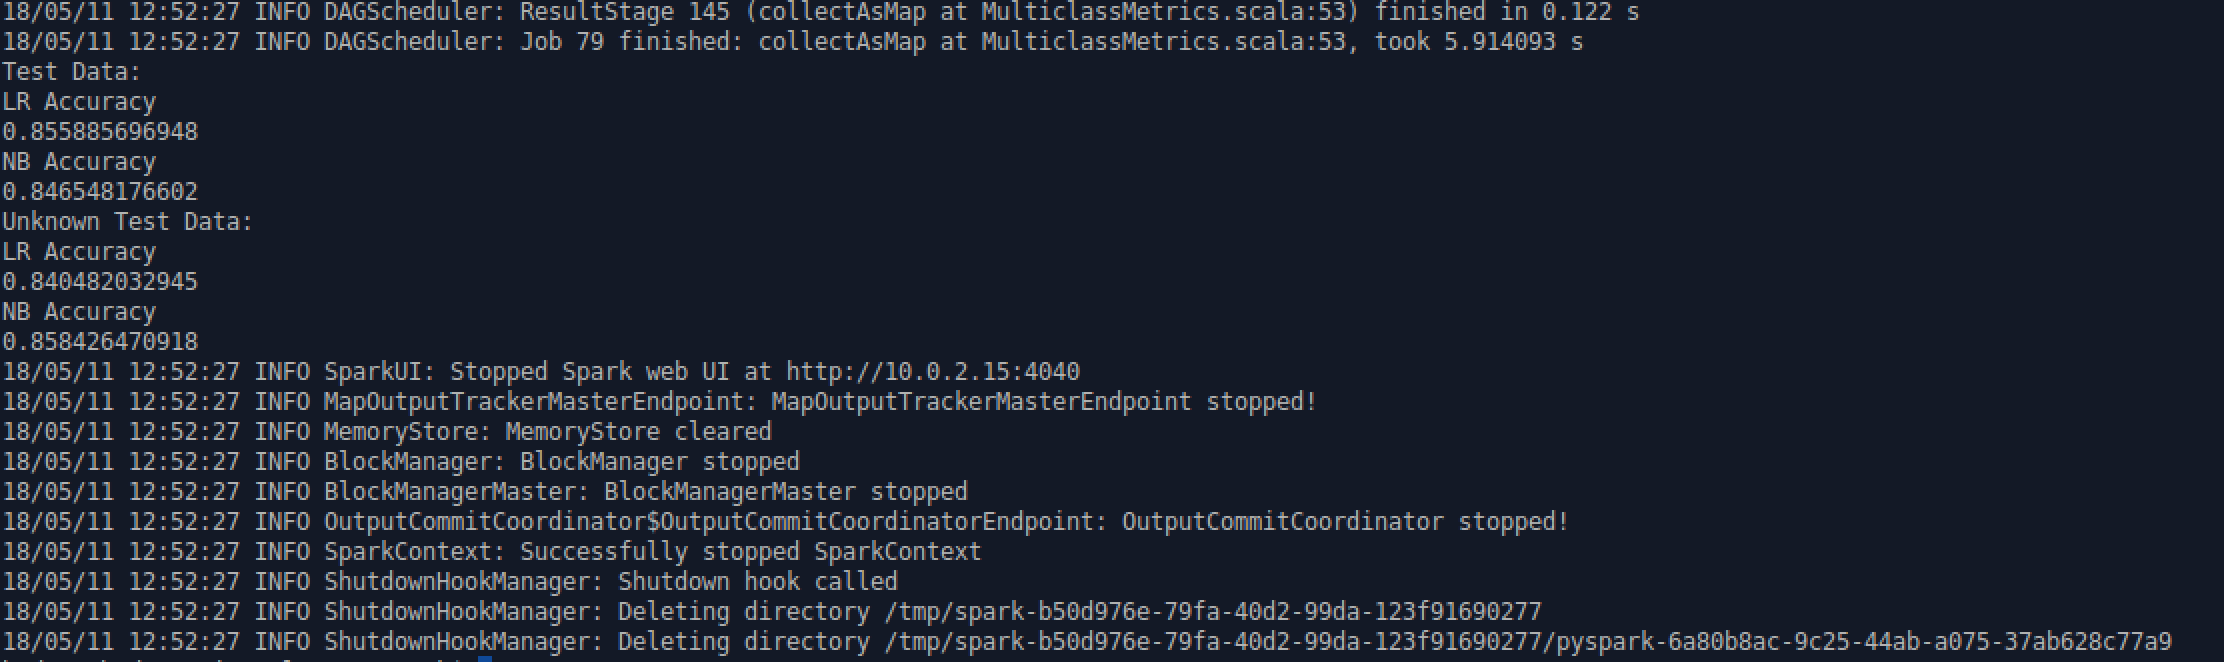 18/05/11 12:52:27 INFO DAGScheduler: ResultStage 145 (collectAsMap at MulticlassMetrics.scala:53) finished in 0.122 s
18/05/11 12:52:27 INFO DAGScheduler: Job 79 finished: collectAsMap at MulticlassMetrics.scala:53, took 5.914093 s
Test Data:
LR Accuracy
0.855885696948
NB Accuracy
0.846548176602
Unknown Test Data:
LR Accuracy
0.840482032945
NB Accuracy
0.858426470918
18/05/11 12:52:27 INFO SparkUI: Stopped Spark web UI at http://10.0.2.15:4040
18/05/11 12:52:27 INFO MapOutputTrackerMasterEndpoint: MapOutputTrackerMasterEndpoint stopped!
18/05/11 12:52:27 INFO MemoryStore: MemoryStore cleared
18/05/11 12:52:27 INFO BlockManager: BlockManager stopped
18/05/11 12:52:27 INFO BlockManagerMaster: BlockManagerMaster stopped
18/05/11 12:52:27 INFO OutputCommitCoordinator$OutputCommitCoordinatorEndpoint: OutputCommitCoordinator stopped!
18/05/11 12:52:27 INFO SparkContext: Successfully stopped SparkContext
18/05/11 12:52:27 INFO ShutdownHookManager: Shutdown hook called
18/05/11 12:52:27 INFO ShutdownHookManager: Deleting directory /tmp/spark-b50d976e-79fa-40d2-99da-123f91690277
18/05/11 12:52:27 INFO ShutdownHookManager: Deleting directory /tmp/spark-b50d976e-79fa-40d2-99da-123f91690277/pyspark-6a80b8ac-9c25-44ab-a075-37ab628c77a9